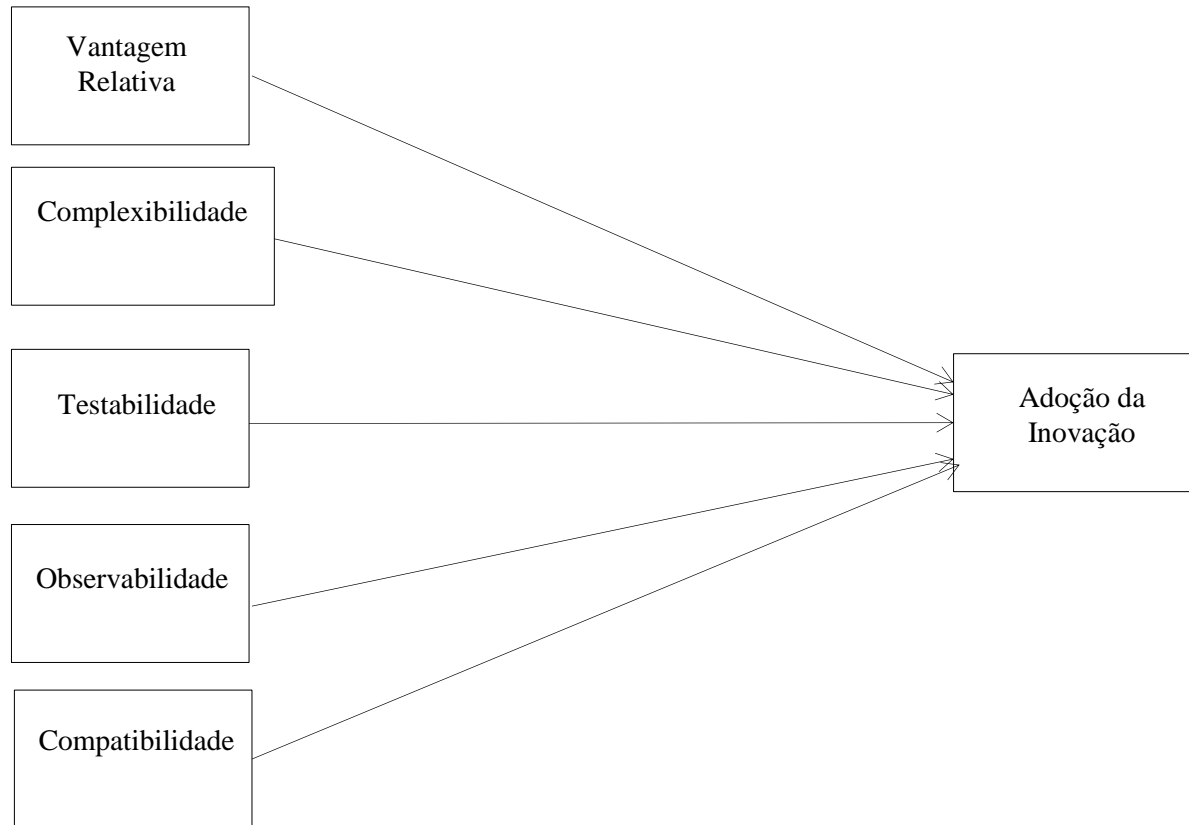 Vantagem
Relativa
Complexibilidade
Testabilidade
Adoção da
Inovação
Observabilidade
Compatibilidade